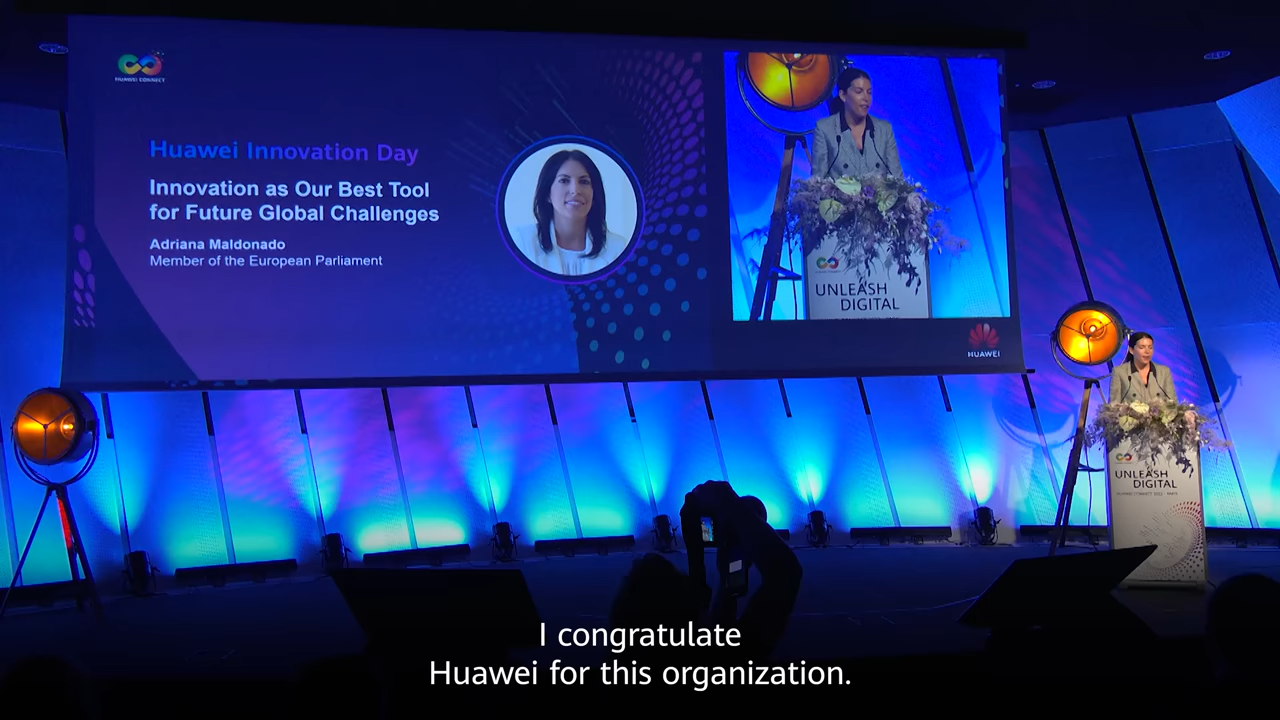 HUAWEI CONNECT
Huawei Innovation Day
Innovation as Our Best Tool
for Future Global Challenges
Adriana Maldonado
Member of the European Parliament
UNLEASH
DIGITAL
HUAWEI
UNLEASH
DIGITAL
I congratulate
Huawei for this organization.